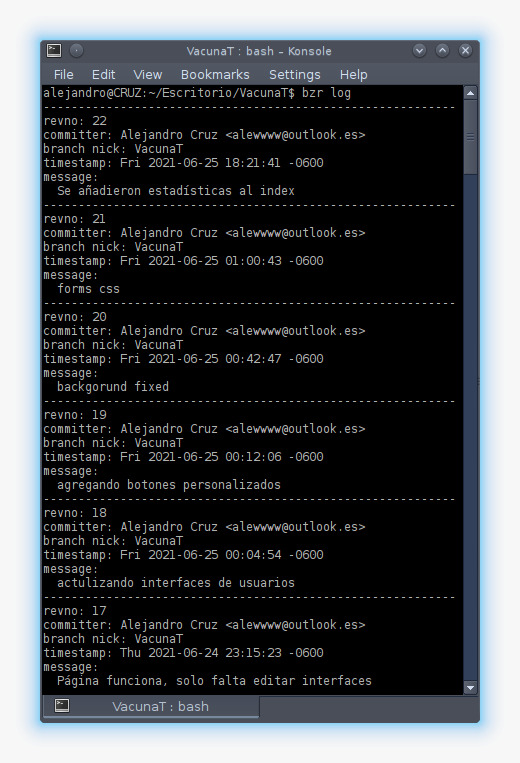 VacunaT : bash – Konsole
File Edit View Bookmarks Settings Help
alejandro@CRUZ:~/Escritorio/VacunaT$ bzr log
------------------------------------------------------------
revno: 22
committer: Alejandro Cruz <alewwww@outlook.es>
branch nick: VacunaT
timestamp: Fri 2021-06-25 18:21:41 -0600
message:
  Se añadieron estadísticas al index
------------------------------------------------------------
revno: 21
committer: Alejandro Cruz <alewwww@outlook.es>
branch nick: VacunaT
timestamp: Fri 2021-06-25 01:00:43 -0600
message:
  forms css
------------------------------------------------------------
revno: 20
committer: Alejandro Cruz <alewwww@outlook.es>
branch nick: VacunaT
timestamp: Fri 2021-06-25 00:42:47 -0600
message:
  backgorund fixed
------------------------------------------------------------
revno: 19
committer: Alejandro Cruz <alewwww@outlook.es>
branch nick: VacunaT
timestamp: Fri 2021-06-25 00:12:06 -0600
message:
  agregando botones personalizados
------------------------------------------------------------
revno: 18
committer: Alejandro Cruz <alewwww@outlook.es>
branch nick: VacunaT
timestamp: Fri 2021-06-25 00:04:54 -0600
message:
  actulizando interfaces de usuarios
------------------------------------------------------------
revno: 17
committer: Alejandro Cruz <alewwww@outlook.es>
branch nick: VacunaT
timestamp: Thu 2021-06-24 23:15:23 -0600
message:
  Página funciona, solo falta editar interfaces
VacunaT : bash